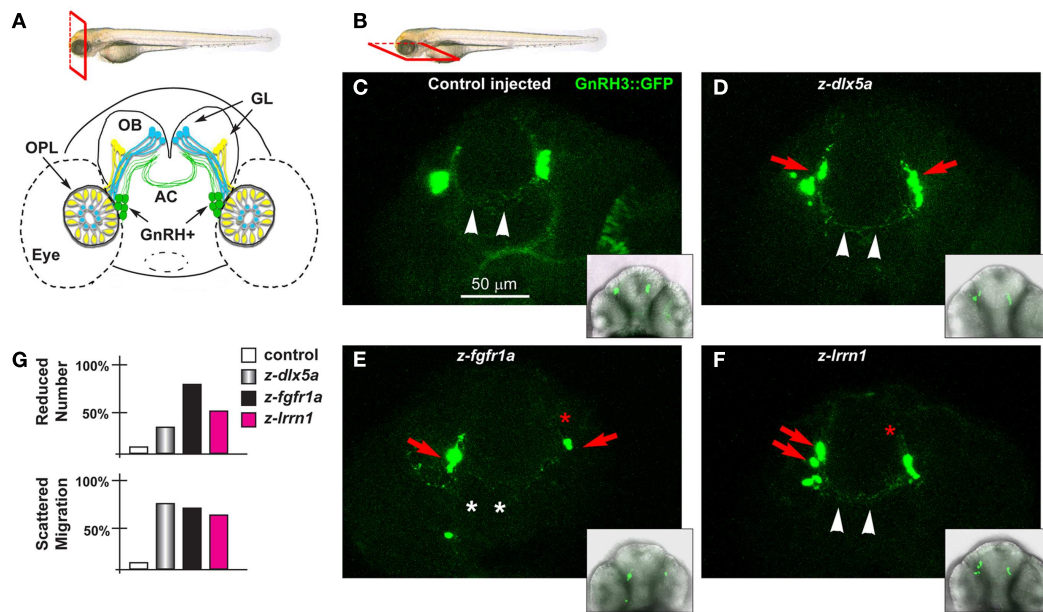 A
B
OB
GL
OPL
AC
GnRH+
Eye
C
Control injected
GnRH3::GFP
50 μm
D
z-dlx5a
E
z-fgfr1a
*
* *
F
z-lrrn1
*
G
100%
50%
Reduced
Number
control
z-dlx5a
z-fgfr1a
z-lrrn1
100%
50%
Scattered
Migration